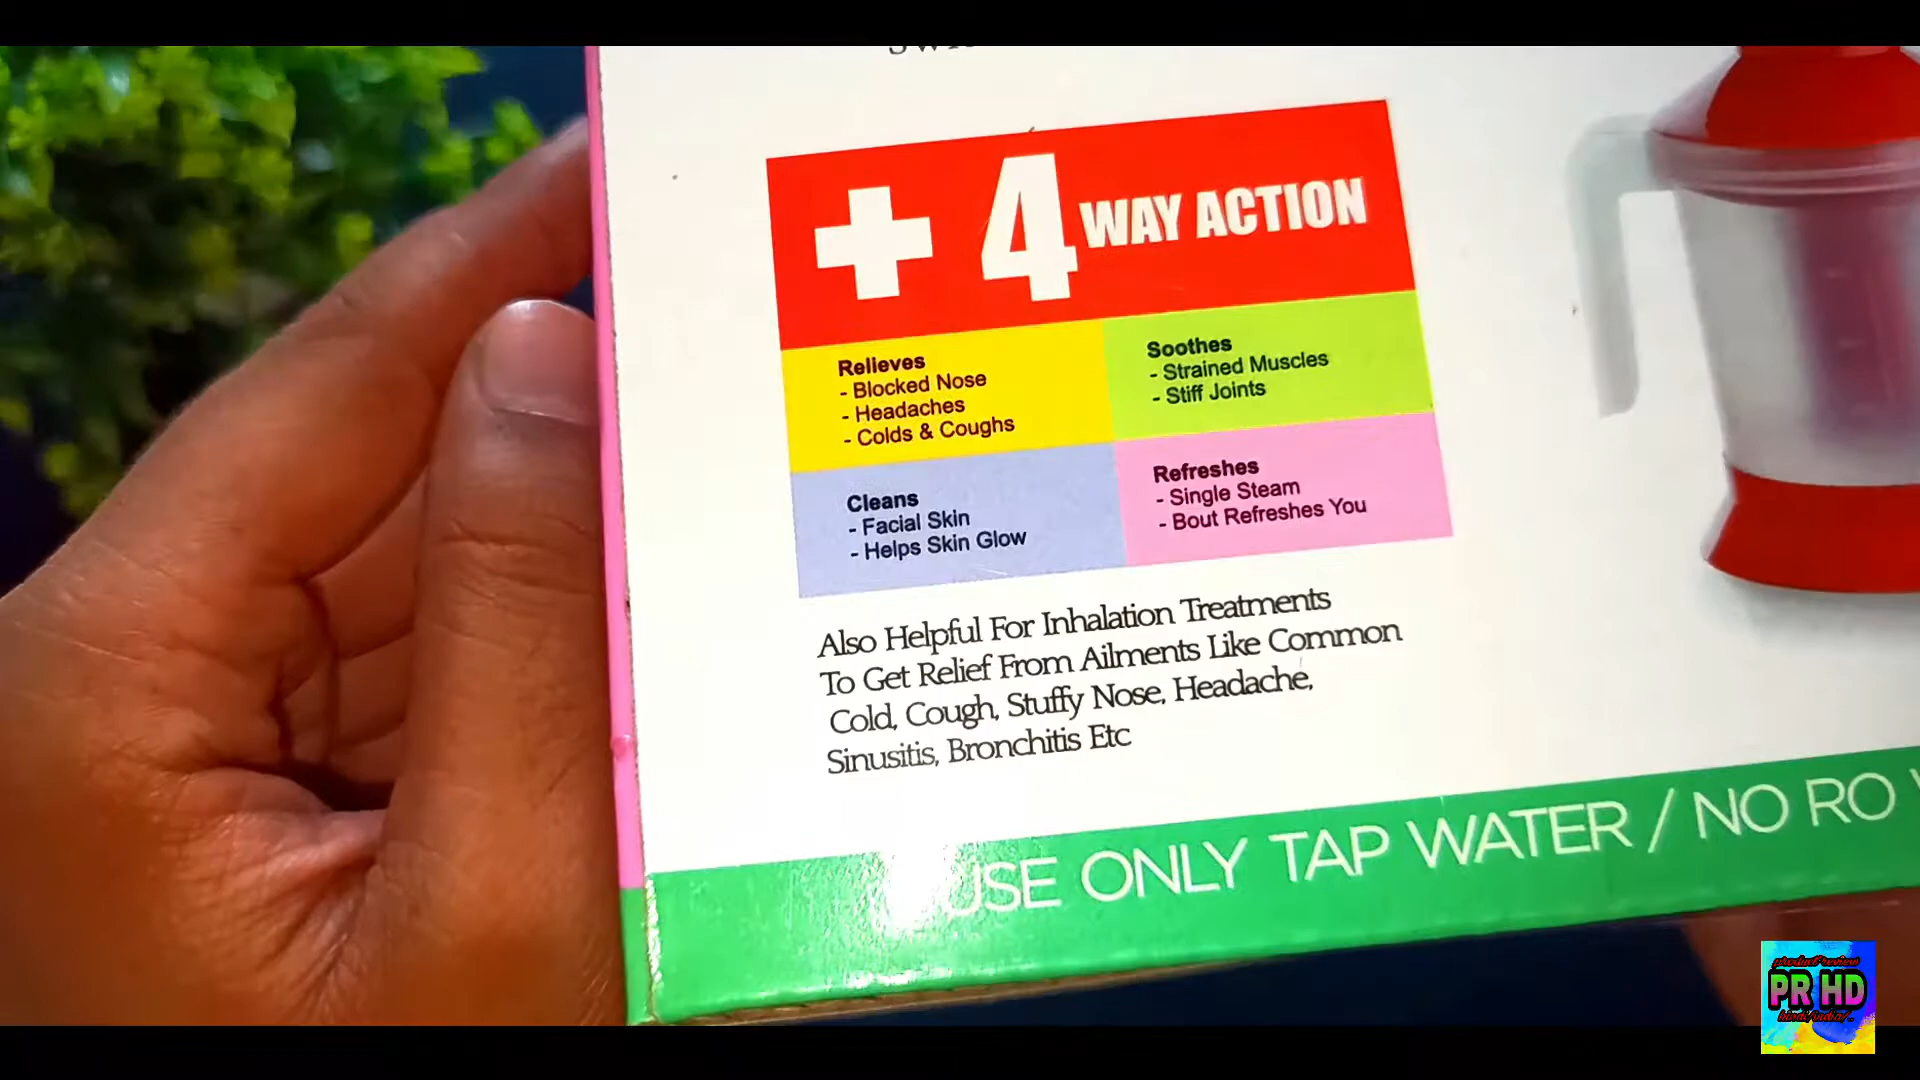 + 4 WAY ACTION
Relieves
- Blocked Nose
- Headaches
- Colds & Coughs
Soothes
- Strained Muscles
- Stiff Joints
Cleans
- Facial Skin
- Helps Skin Glow
Refreshes
- Single Steam
- Bout Refreshes You
Also Helpful For Inhalation Treatments
To Get Relief From Ailments Like Common
Cold, Cough, Stuffy Nose, Headache,
Sinusitis, Bronchitis Etc
USE ONLY TAP WATER / NO RO
product review
PR HD